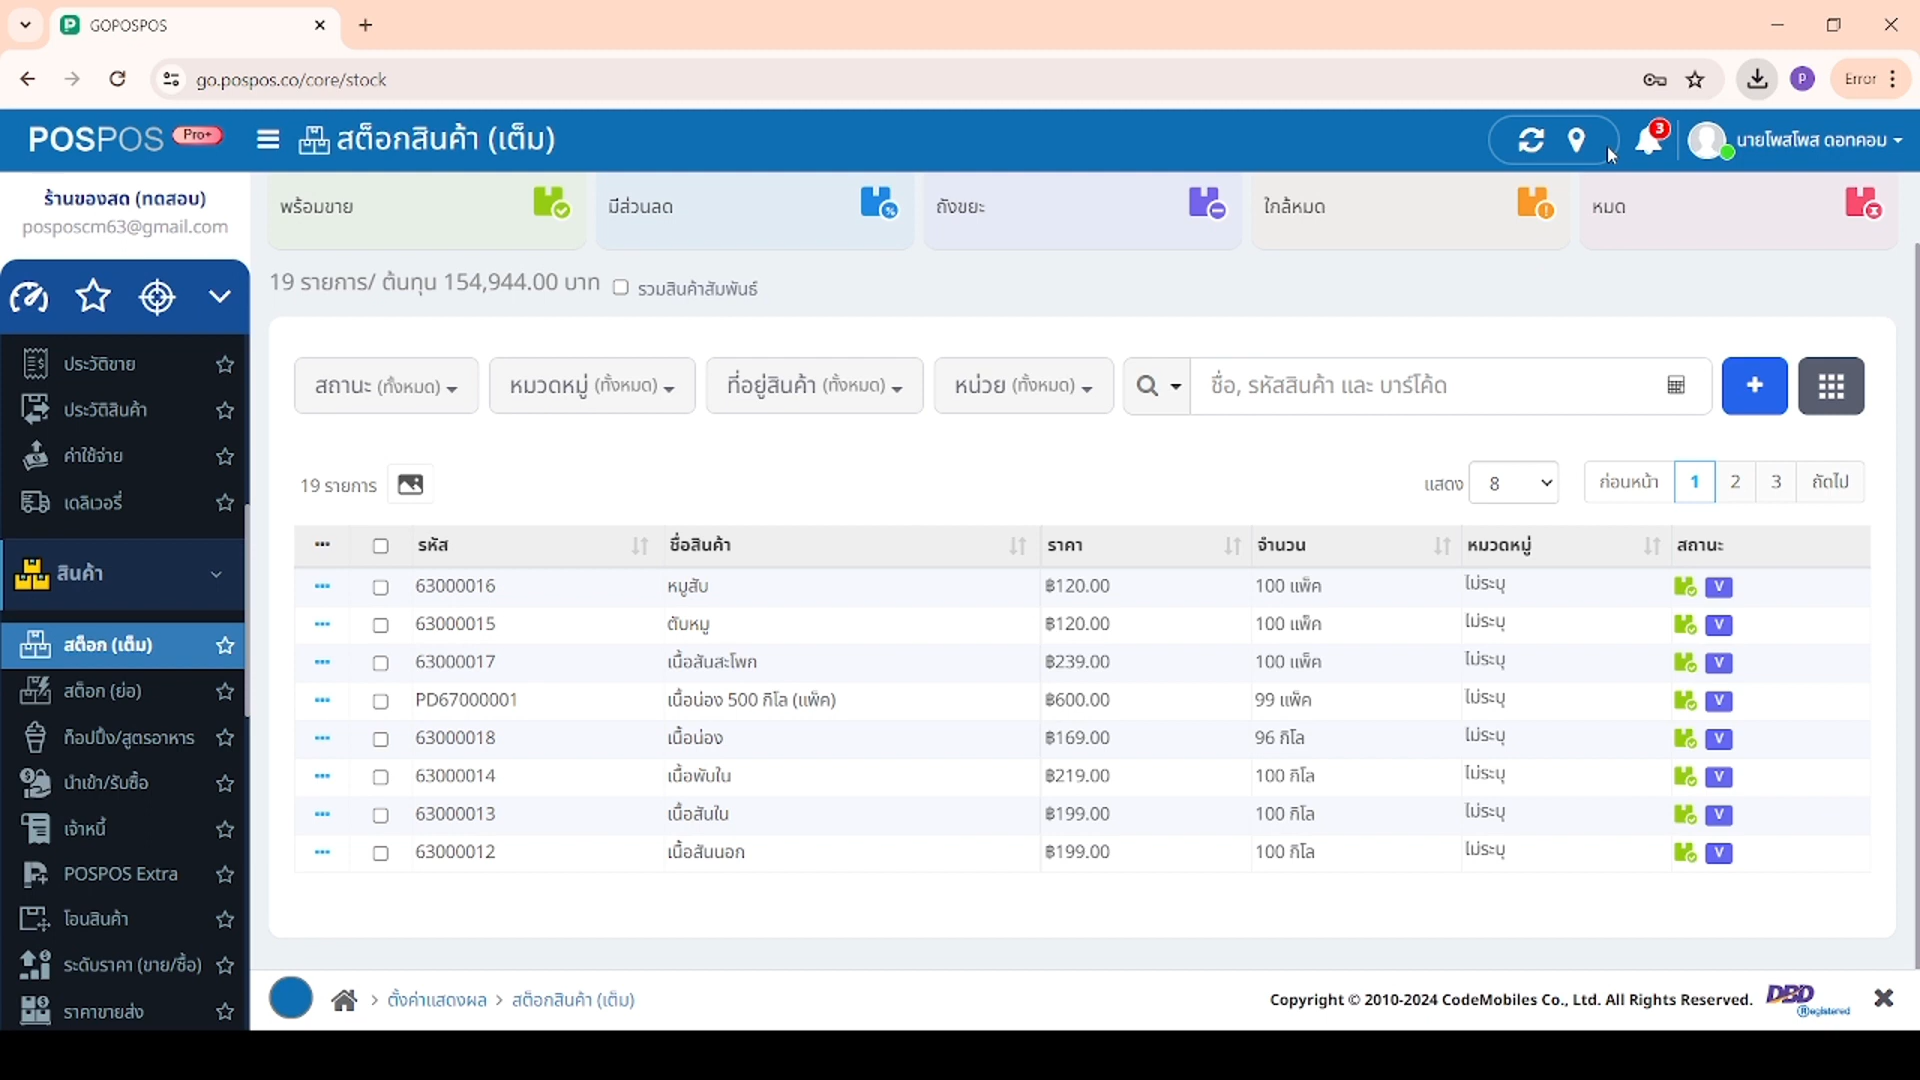 GOPOSPOS
go.pospos.co/core/stock
P
Error
POSPOS Pro+
สต็อกสินค้า (เต็ม)
3
นายโพสโพส ดอทคอม
ร้านของสด (ทดสอบ)
posposcm63@gmail.com
ประวัติขาย
ประวัติสินค้า
ค่าใช้จ่าย
เดลิเวอรี่
สินค้า
สต็อก (เต็ม)
สต็อก (ย่อ)
ท็อปปิ้ง/สูตรอาหาร
นำเข้า/รับซื้อ
เจ้าหนี้
POSPOS Extra
โอนสินค้า
ระดับราคา (ขาย/ซื้อ)
ราคาขายส่ง
พร้อมขาย
มีส่วนลด
ถังขยะ
ใกล้หมด
หมด
19 รายการ/ ต้นทุน 154,944.00 บาท รวมสินค้าสัมพันธ์
สถานะ (ทั้งหมด) หมวดหมู่ (ทั้งหมด) ที่อยู่สินค้า (ทั้งหมด) หน่วย (ทั้งหมด) ชื่อ, รหัสสินค้า และ บาร์โค้ด
19 รายการ แสดง 8 ก่อนหน้า 1 2 3 ถัดไป
รหัส ชื่อสินค้า ราคา จำนวน หมวดหมู่ สถานะ
63000016 หมูสับ ฿120.00 100 แพ็ค ไม่ระบุ V
63000015 ตับหมู ฿120.00 100 แพ็ค ไม่ระบุ V
63000017 เนื้อสันสะโพก ฿239.00 100 แพ็ค ไม่ระบุ V
PD67000001 เนื้อน่อง 500 กิโล (แพ็ค) ฿600.00 99 แพ็ค ไม่ระบุ V
63000018 เนื้อน่อง ฿169.00 96 กิโล ไม่ระบุ V
63000014 เนื้อพับใน ฿219.00 100 กิโล ไม่ระบุ V
63000013 เนื้อสันใน ฿199.00 100 กิโล ไม่ระบุ V
63000012 เนื้อสันนอก ฿199.00 100 กิโล ไม่ระบุ V
> ตั้งค่าแสดงผล > สต็อกสินค้า (เต็ม)
Copyright © 2010-2024 CodeMobiles Co., Ltd. All Rights Reserved.
DBD
Registered